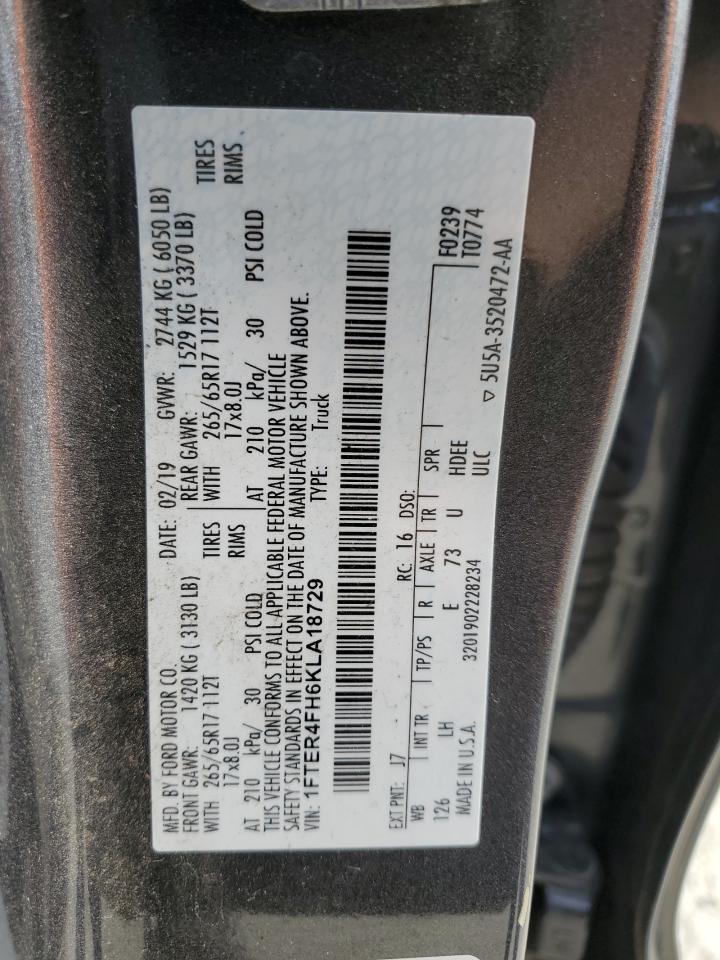 MFD. BY FORD MOTOR CO.
DATE: 02/19 GVWR: 2744 KG ( 6050 LB)
FRONT GAWR: 1420 KG ( 3130 LB)
REAR GAWR: 1529 KG ( 3370 LB)
WITH 265/65R17 112T TIRES
WITH 265/65R17 112T TIRES
17x8.0J RIMS
17x8.0J RIMS
AT 210 kPa/ 30 PSI COLD
AT 210 kPa/ 30 PSI COLD
THIS VEHICLE CONFORMS TO ALL APPLICABLE FEDERAL MOTOR VEHICLE
SAFETY STANDARDS IN EFFECT ON THE DATE OF MANUFACTURE SHOWN ABOVE.
VIN: 1FTER4FH6KLA18729 TYPE: Truck
EXT PNT: J7 RC: 16 DSO:
WB INT TR TP/PS R AXLE TR SPR F0239
T0774
126 LH E 73 U HDEE
ULC
MADE IN U.S.A. 3201902228234 ▽ 5U5A-3520472-AA